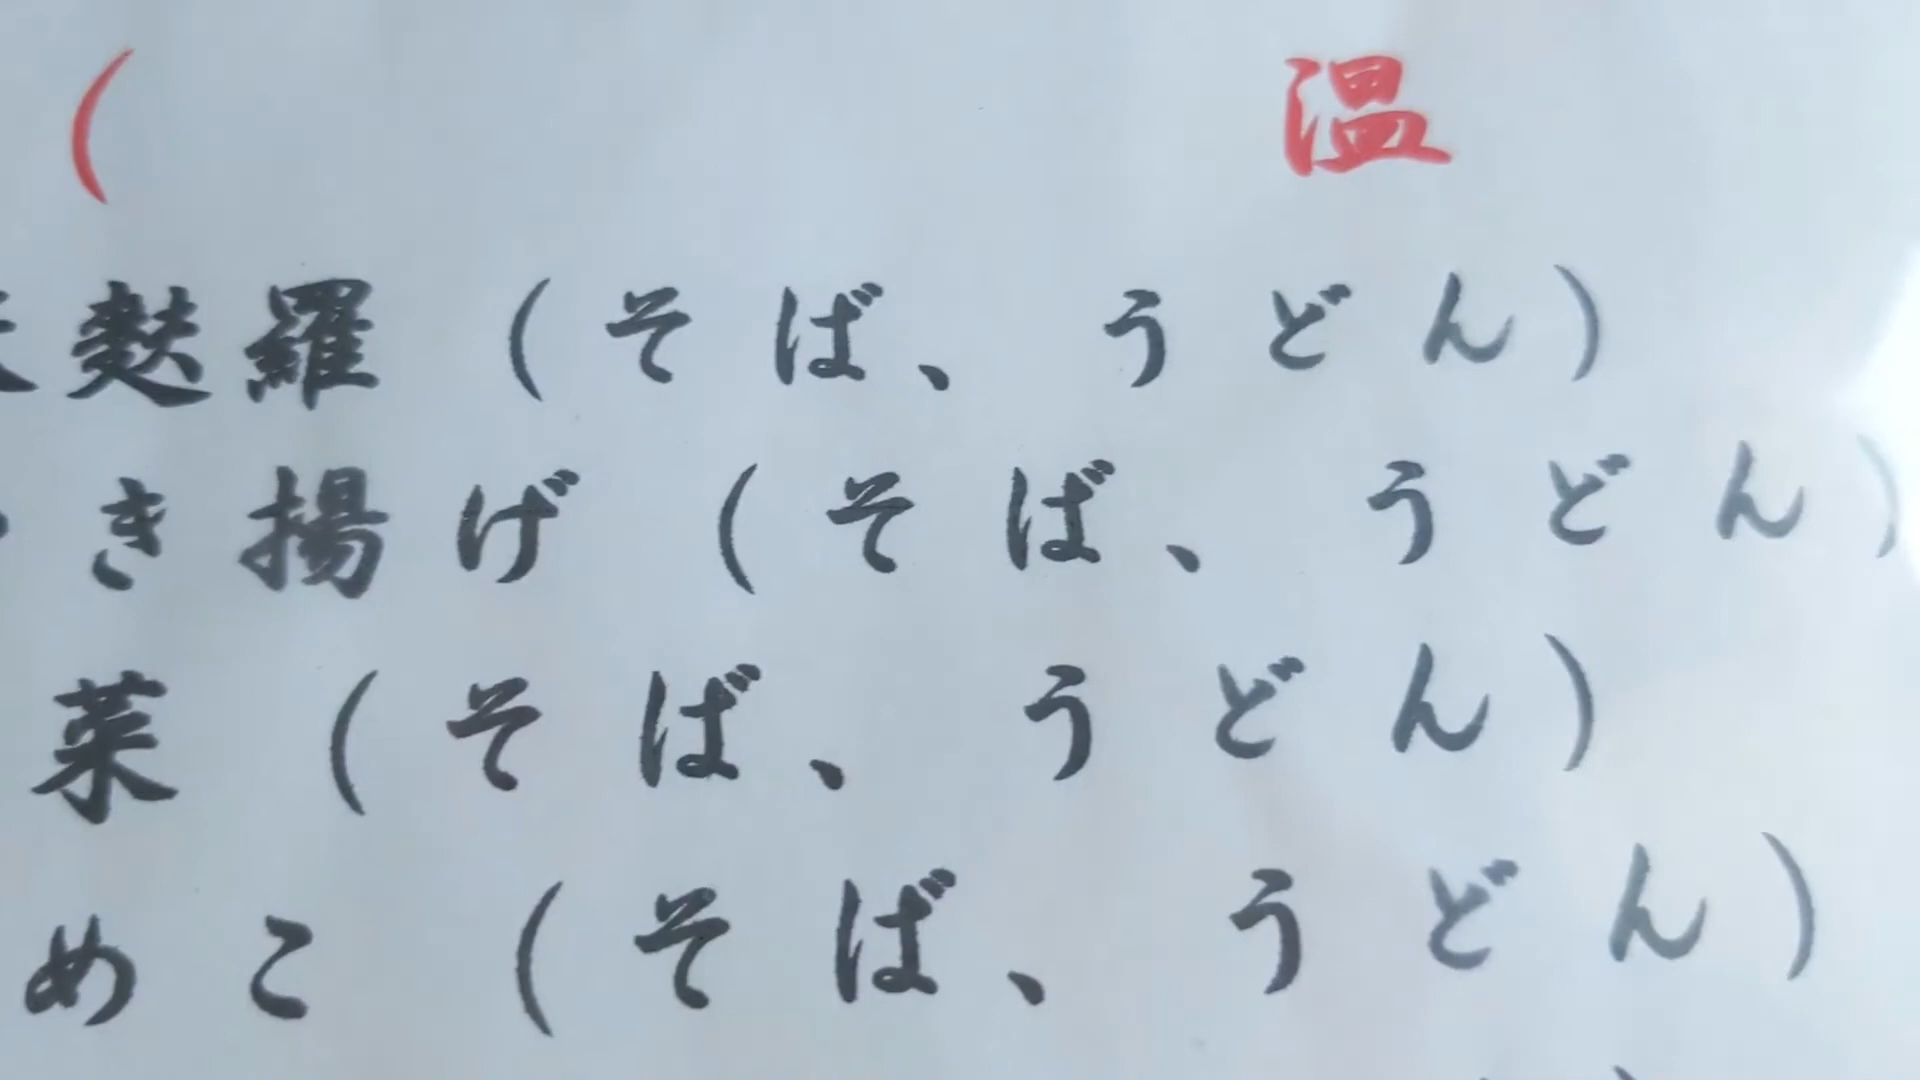 ( 温
麩羅 (そば、うどん)
き揚げ (そば、うどん)
菜 (そば、うどん)
めこ (そば、うどん)